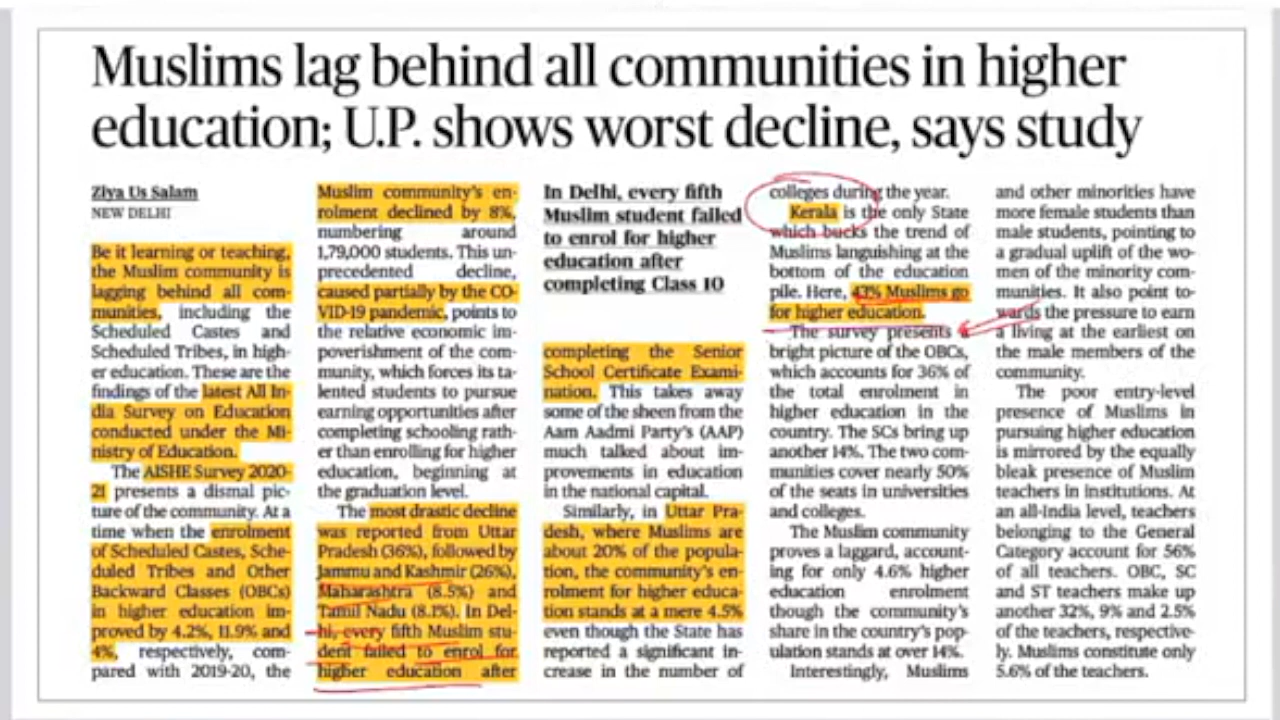 Muslims lag behind all communities in higher
education; U.P. shows worst decline, says study
Ziya Us Salam
NEW DELHI
Be it learning or teaching,
the Muslim community is
lagging behind all com-
munities, including the
Scheduled Castes and
Scheduled Tribes, in high-
er education. These are the
findings of the latest All In-
dia Survey on Education
conducted under the Mi-
nistry of Education.
The AISHE Survey 2020-
21 presents a dismal pic-
ture of the community. At a
time when the enrolment
of Scheduled Castes, Sche-
duled Tribes and Other
Backward Classes (OBCs)
in higher education im-
proved by 4.2%, 11.9% and
4%, respectively, com-
pared with 2019-20, the
Muslim community's en-
rolment declined by 8%,
numbering around
1,79,000 students. This un-
precedented decline,
caused partially by the CO-
VID-19 pandemic, points to
the relative economic im-
poverishment of the com-
munity, which forces its ta-
lented students to pursue
earning opportunities after
completing schooling rath-
er than enrolling for higher
education, beginning at
the graduation level.
The most drastic decline
was reported from Uttar
Pradesh (36%), followed by
Jammu and Kashmir (26%),
Maharashtra (8.5%) and
Tamil Nadu (8.1%). In Del-
hi, every fifth Muslim stu-
dent failed to enrol for
higher education after
In Delhi, every fifth
Muslim student failed
to enrol for higher
education after
completing Class 10
completing the Senior
School Certificate Exami-
nation. This takes away
some of the sheen from the
Aam Aadmi Party's (AAP)
much talked about im-
provements in education
in the national capital.
Similarly, in Uttar Pra-
desh, where Muslims are
about 20% of the popula-
tion, the community's en-
rolment for higher educa-
tion stands at a mere 4.5%
even though the State has
reported a significant in-
crease in the number of
colleges during the year.
Kerala is the only State
which bucks the trend of
Muslims languishing at the
bottom of the education
pile. Here, 43% Muslims go
for higher education.
The survey presents
bright picture of the OBCs,
which accounts for 36% of
the total enrolment in
higher education in the
country. The SCs bring up
another 14%. The two com-
munities cover nearly 50%
of the seats in universities
and colleges.
The Muslim community
proves a laggard, account-
ing for only 4.6% higher
education enrolment
though the community's
share in the country's pop-
ulation stands at over 14%.
Interestingly, Muslims
and other minorities have
more female students than
male students, pointing to
a gradual uplift of the wo-
men of the minority com-
munities. It also point to-
wards the pressure to earn
a living at the earliest on
the male members of the
community.
The poor entry-level
presence of Muslims in
pursuing higher education
is mirrored by the equally
bleak presence of Muslim
teachers in institutions. At
an all-India level, teachers
belonging to the General
Category account for 56%
of all teachers. OBC, SC
and ST teachers make up
another 32%, 9% and 2.5%
of the teachers, respective-
ly. Muslims constitute only
5.6% of the teachers.